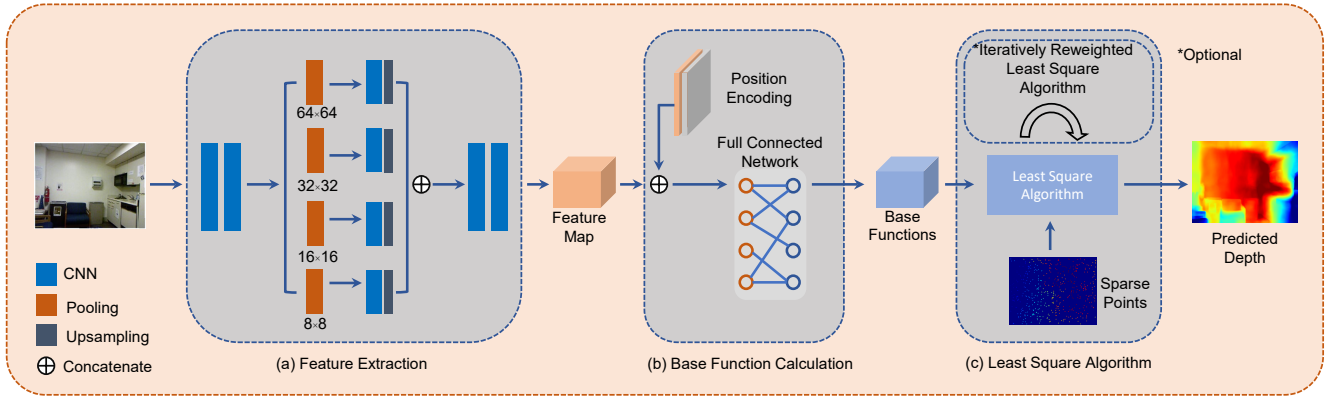 64×64
32×32
16×16
8×8
CNN
Pooling
Upsampling
Concatenate
(a) Feature Extraction
Feature
Map
Position
Encoding
Full Connected
Network
(b) Base Function Calculation
Base
Functions
*Iteratively Reweighted
Least Square
Algorithm
*Optional
Least Square
Algorithm
Sparse
Points
(c) Least Square Algorithm
Predicted
Depth